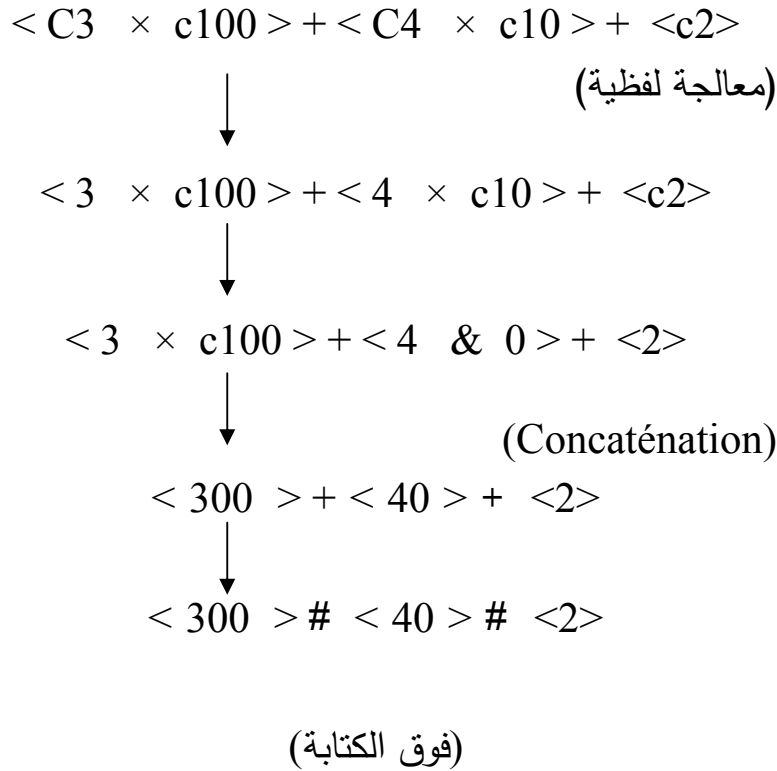 < C3 × c100 > + < C4 × c10 > + <c2>
(معالجة لفظية)
< 3 × c100 > + < 4 × c10 > + <c2>
< 3 × c100 > + < 4 & 0 > + <2>
(Concaténation)
< 300 > + < 40 > + <2>
< 300 > # < 40 > # <2>
(فوق الكتابة)